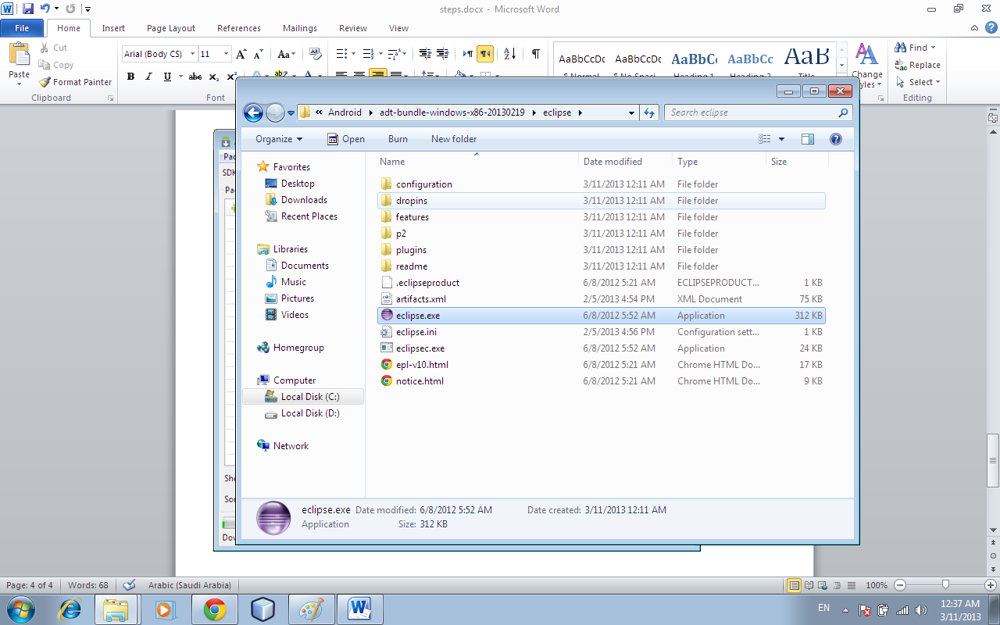 steps.docx - Microsoft Word
File Home Insert Page Layout References Mailings Review View
Paste
Cut
Copy
Format Painter
Clipboard
Arial (Body CS) 11
Font
AaBbCcDc AaBbCcDc AaBbCc AaBbCc AaB
¶ Normal ¶ No Spaci... Heading 1 Heading 2 Title
Change
Find
Replace
Select
Editing
« Android adt-bundle-windows-x86-20130219 eclipse
Search eclipse
Organize Open Burn New folder
Name Date modified Type Size
Favorites
Desktop
Downloads
Recent Places
Libraries
Documents
Music
Pictures
Videos
Homegroup
Computer
Local Disk (C:)
Local Disk (D:)
Network
configuration 3/11/2013 12:11 AM File folder
dropins 3/11/2013 12:11 AM File folder
features 3/11/2013 12:11 AM File folder
p2 3/11/2013 12:11 AM File folder
plugins 3/11/2013 12:11 AM File folder
readme 3/11/2013 12:11 AM File folder
.eclipseproduct 6/8/2012 5:21 AM ECLIPSEPRODUCT... 1 KB
artifacts.xml 2/5/2013 4:54 PM XML Document 75 KB
eclipse.exe 6/8/2012 5:52 AM Application 312 KB
eclipse.ini 2/5/2013 4:56 PM Configuration sett... 1 KB
eclipsec.exe 6/8/2012 5:52 AM Application 24 KB
epl-v10.html 6/8/2012 5:21 AM Chrome HTML Do... 17 KB
notice.html 6/8/2012 5:21 AM Chrome HTML Do... 9 KB
SDK
eclipse.exe Date modified: 6/8/2012 5:52 AM Date created: 3/11/2013 12:11 AM
Application Size: 312 KB
Page: 4 of 4 Words: 68 Arabic (Saudi Arabia) 100%
EN
12:37 AM
3/11/2013